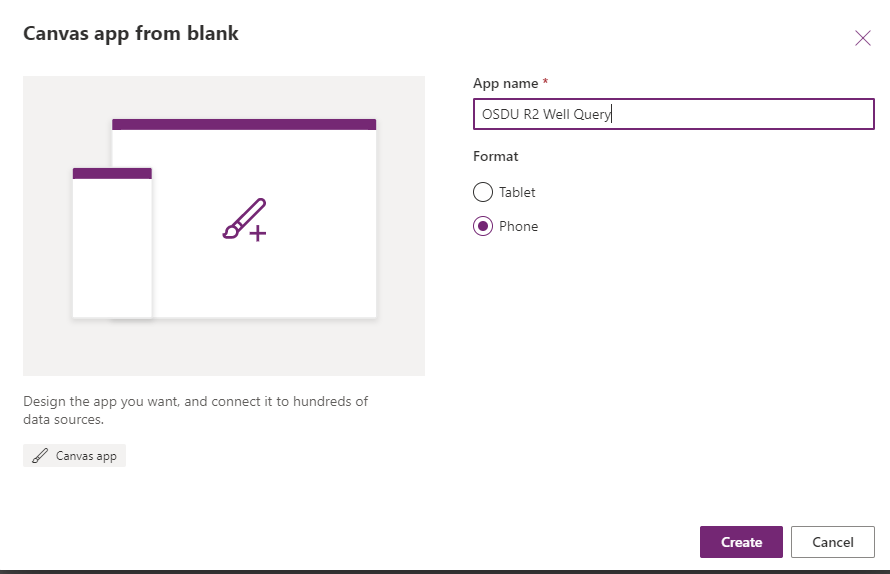 Canvas app from blank
App name *
OSDU R2 Well Query
Format
Tablet
Phone
Design the app you want, and connect it to hundreds of
data sources.
Canvas app
Create
Cancel